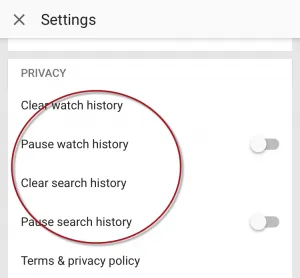 Settings
PRIVACY
Clear watch history
Pause watch history
Clear search history
Pause search history
Terms & privacy policy